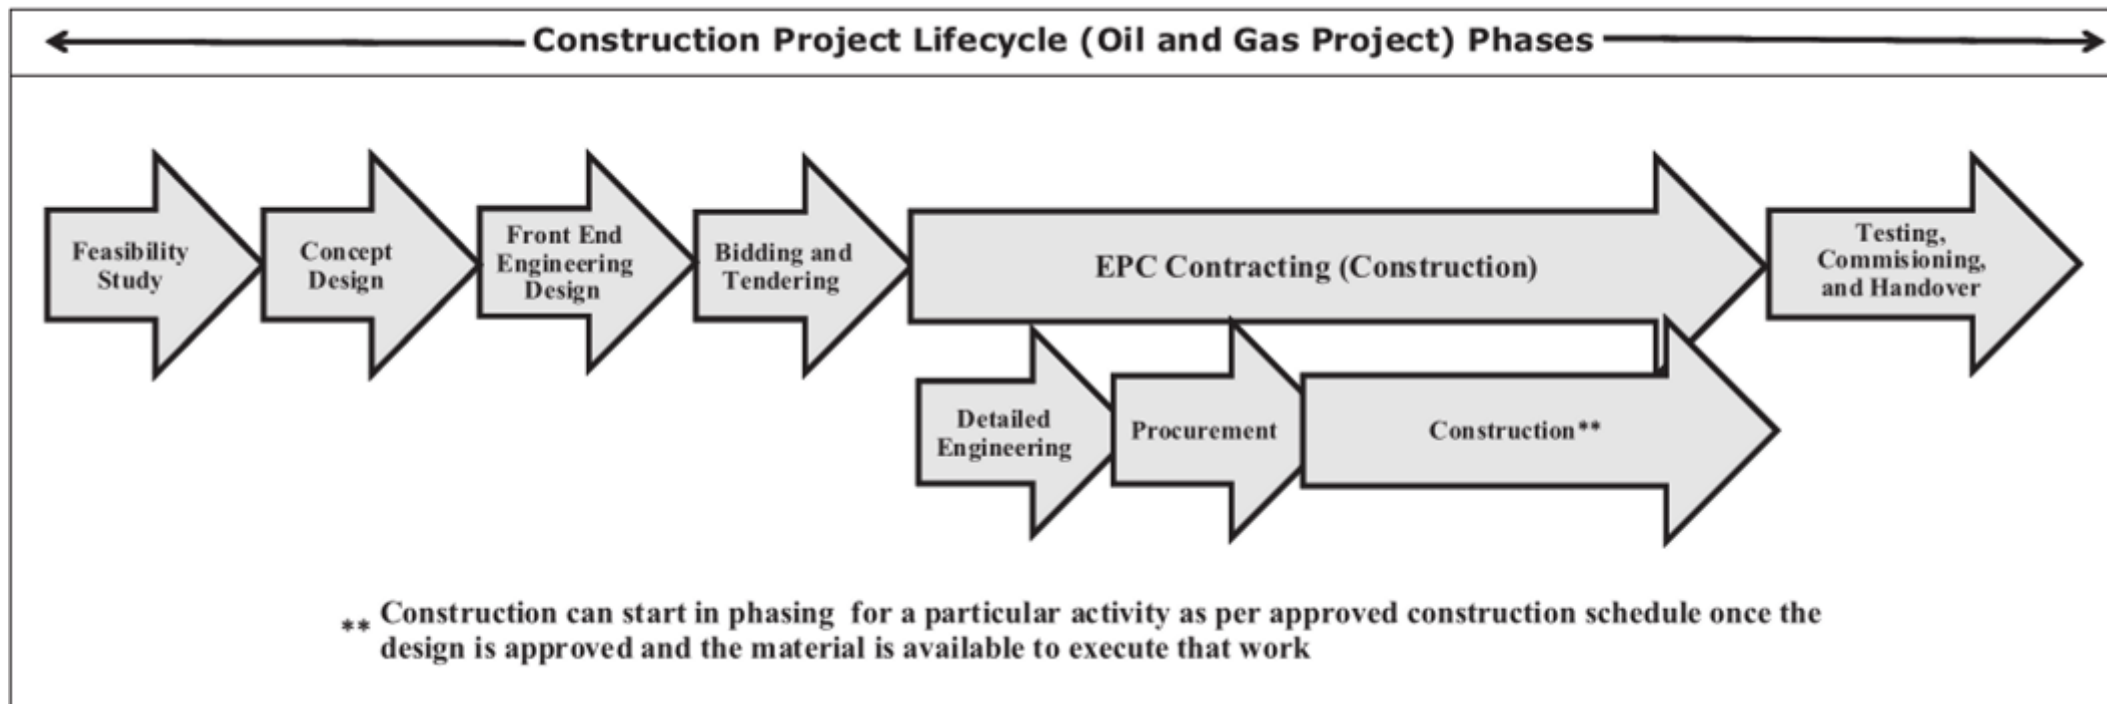 Construction Project Lifecycle (Oil and Gas Project) Phases
Feasibility
Study
Concept
Design
Front End
Engineering
Design
Bidding and
Tendering
EPC Contracting (Construction)
Testing,
Commisioning,
and Handover
Detailed
Engineering
Procurement
Construction**
** Construction can start in phasing for a particular activity as per approved construction schedule once the
design is approved and the material is available to execute that work